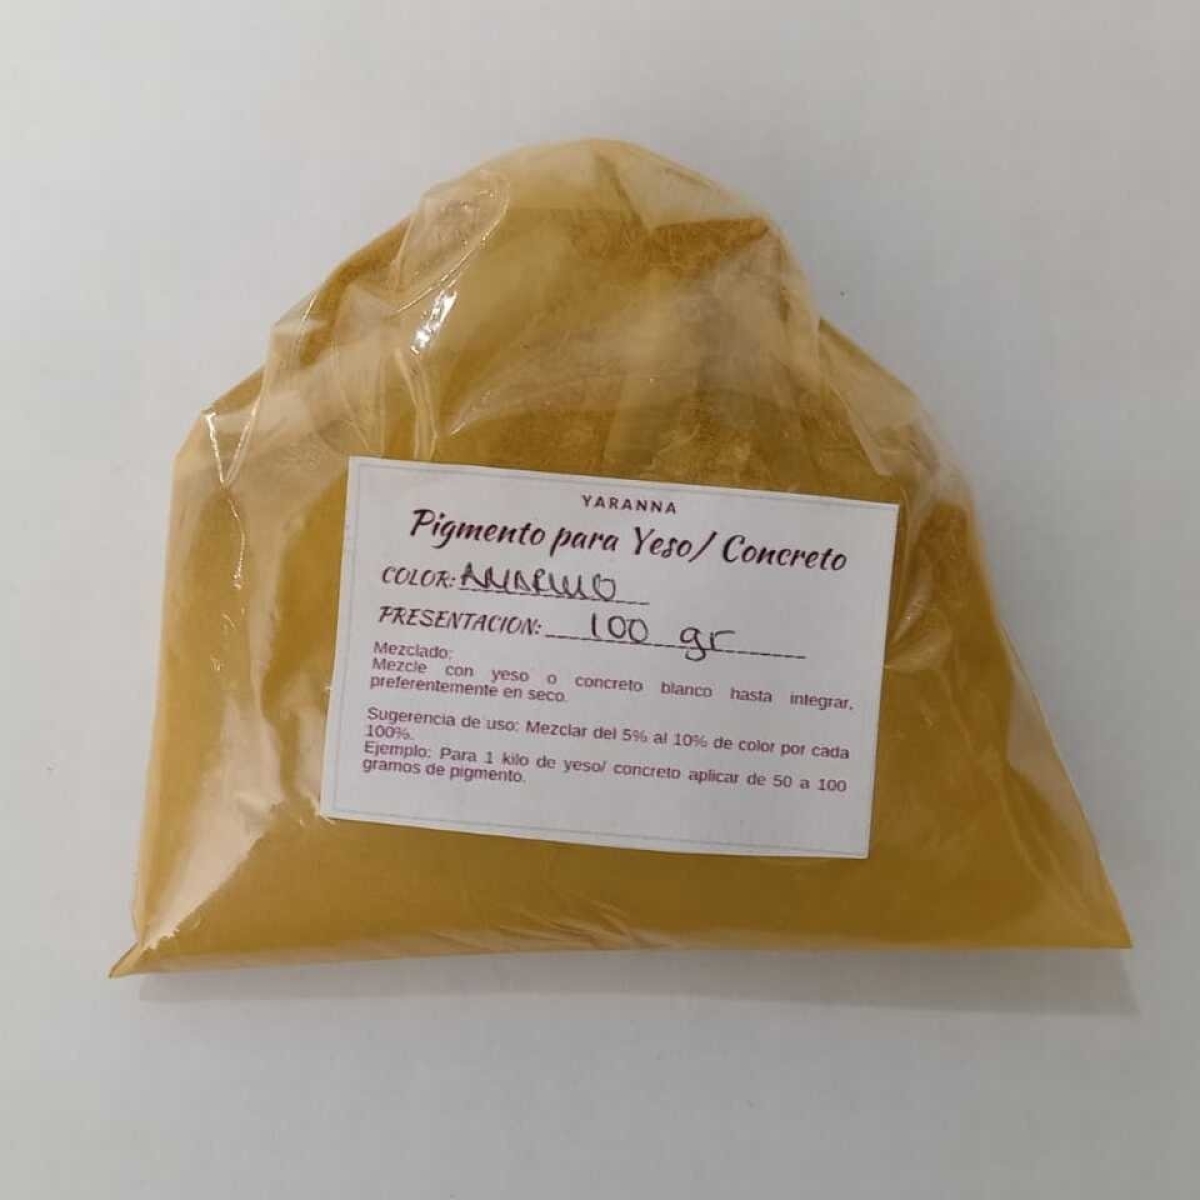 YARANNA
Pigmento para Yeso/ Concreto
COLOR: AMARILLO
PRESENTACION: 100 gr
Mezclado:
Mezcle con yeso o concreto blanco hasta integrar,
preferentemente en seco.
Sugerencia de uso: Mezclar del 5% al 10% de color por cada
100%.
Ejemplo: Para 1 kilo de yeso/ concreto aplicar de 50 a 100
gramos de pigmento.